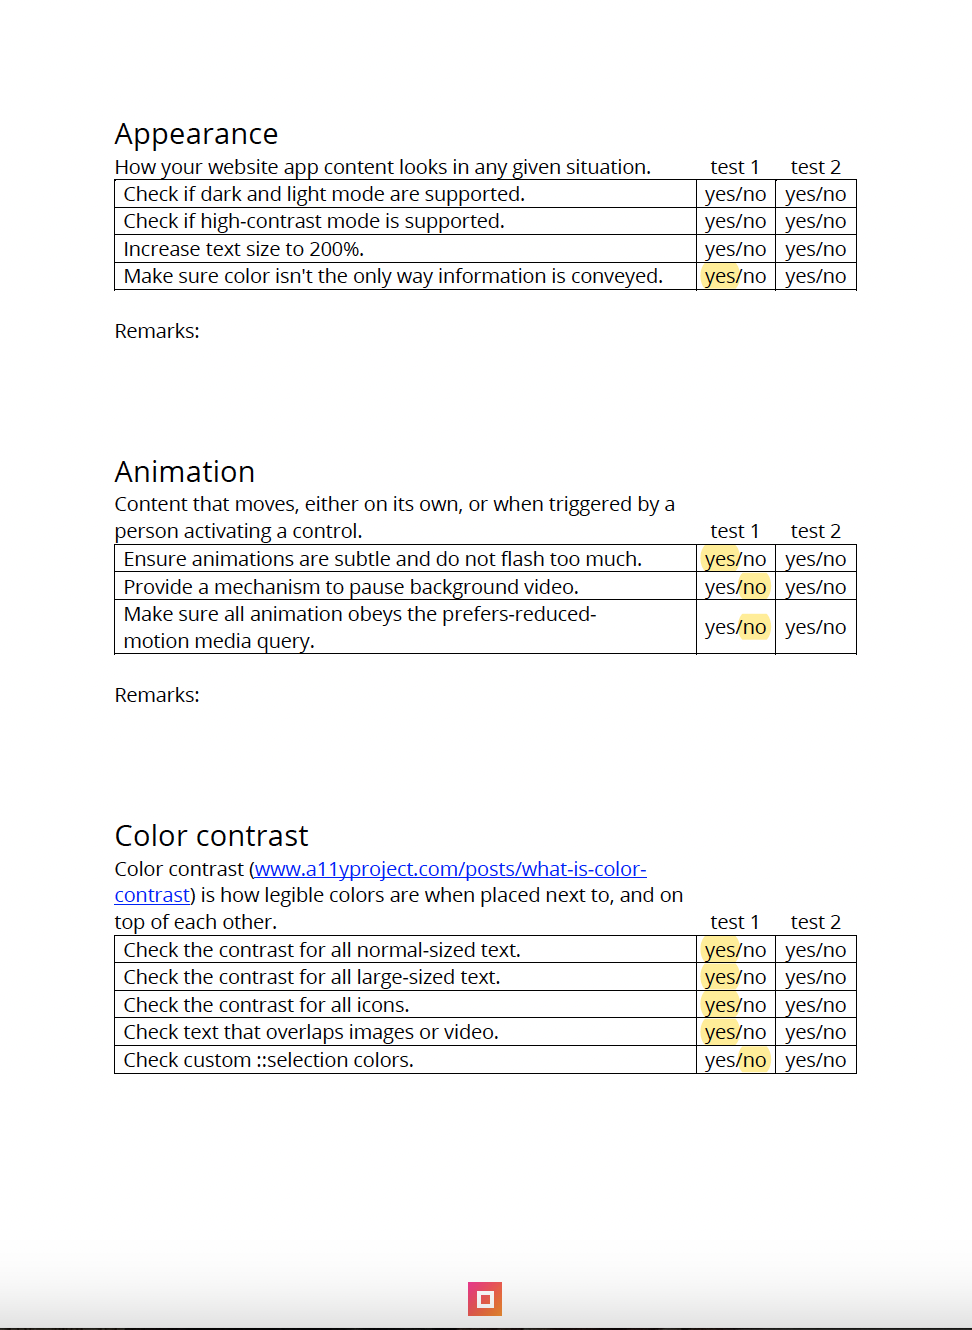 Appearance
How your website app content looks in any given situation. test 1 test 2
Check if dark and light mode are supported. yes/no yes/no
Check if high-contrast mode is supported. yes/no yes/no
Increase text size to 200%. yes/no yes/no
Make sure color isn't the only way information is conveyed. yes/no yes/no
Remarks:
Animation
Content that moves, either on its own, or when triggered by a
person activating a control. test 1 test 2
Ensure animations are subtle and do not flash too much. yes/no yes/no
Provide a mechanism to pause background video. yes/no yes/no
Make sure all animation obeys the prefers-reduced-
motion media query. yes/no yes/no
Remarks:
Color contrast
Color contrast (www.a11yproject.com/posts/what-is-color-
contrast) is how legible colors are when placed next to, and on
top of each other. test 1 test 2
Check the contrast for all normal-sized text. yes/no yes/no
Check the contrast for all large-sized text. yes/no yes/no
Check the contrast for all icons. yes/no yes/no
Check text that overlaps images or video. yes/no yes/no
Check custom ::selection colors. yes/no yes/no